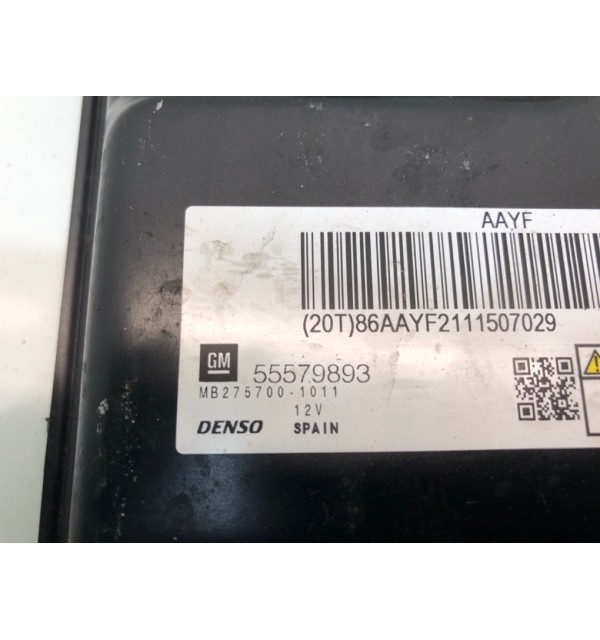 AAYF
(20T)86AAYF2111507029
GM 55579893
MB275700-1011
12V
DENSO SPAIN